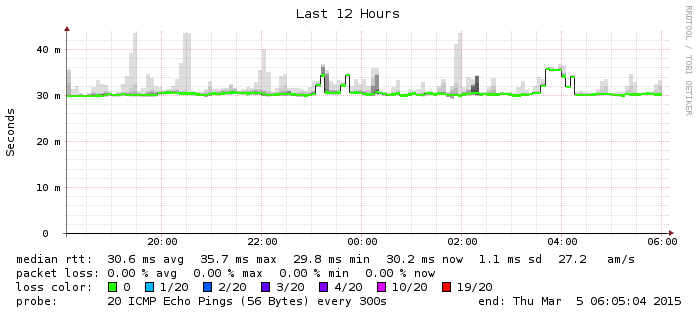 Last 12 Hours
RRDTOOL / TOBI OETIKER
Seconds
40 m
30 m
20 m
10 m
0
20:00 22:00 00:00 02:00 04:00 06:00
median rtt: 30.6 ms avg 35.7 ms max 29.8 ms min 30.2 ms now 1.1 ms sd 27.2 am/s
packet loss: 0.00 % avg 0.00 % max 0.00 % min 0.00 % now
loss color: 0 1/20 2/20 3/20 4/20 10/20 19/20
probe: 20 ICMP Echo Pings (56 Bytes) every 300s end: Thu Mar 5 06:05:04 2015